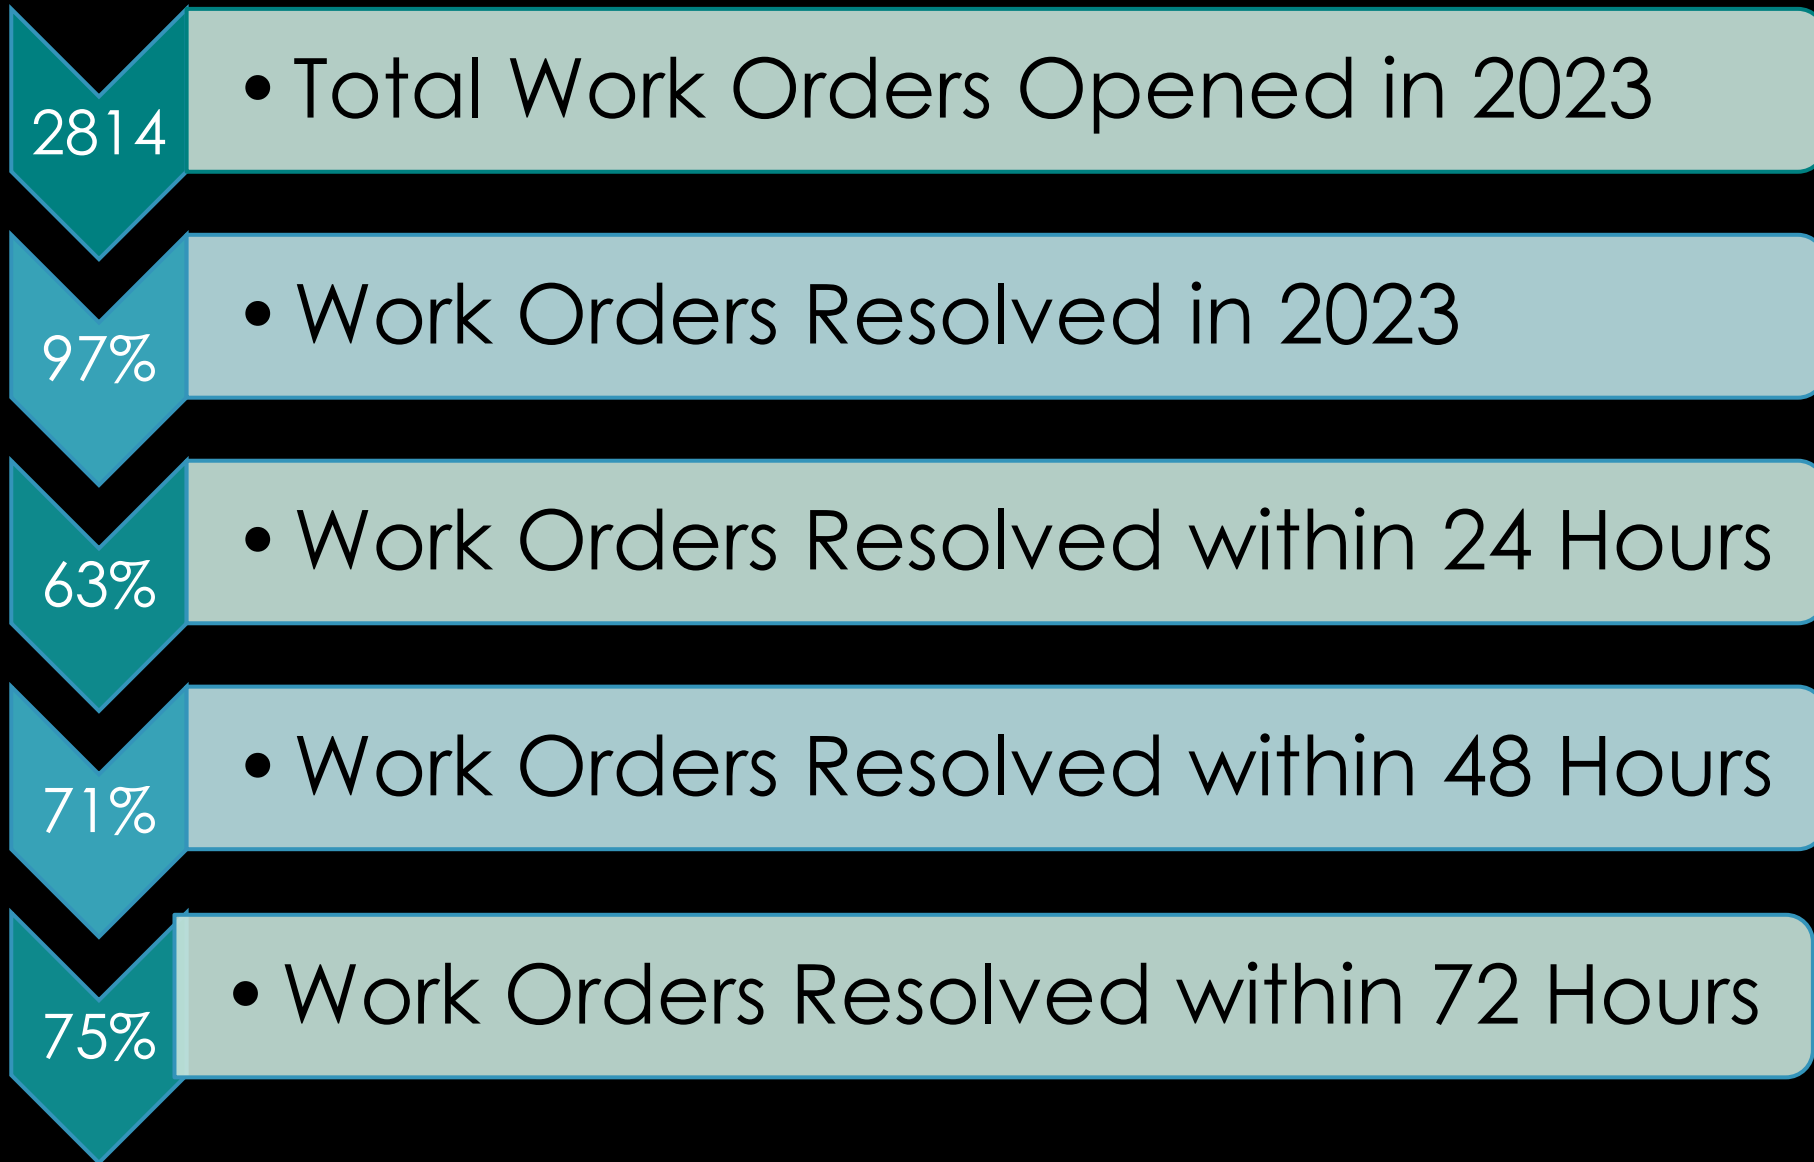 2814
• Total Work Orders Opened in 2023
97%
• Work Orders Resolved in 2023
63%
• Work Orders Resolved within 24 Hours
71%
• Work Orders Resolved within 48 Hours
75%
• Work Orders Resolved within 72 Hours